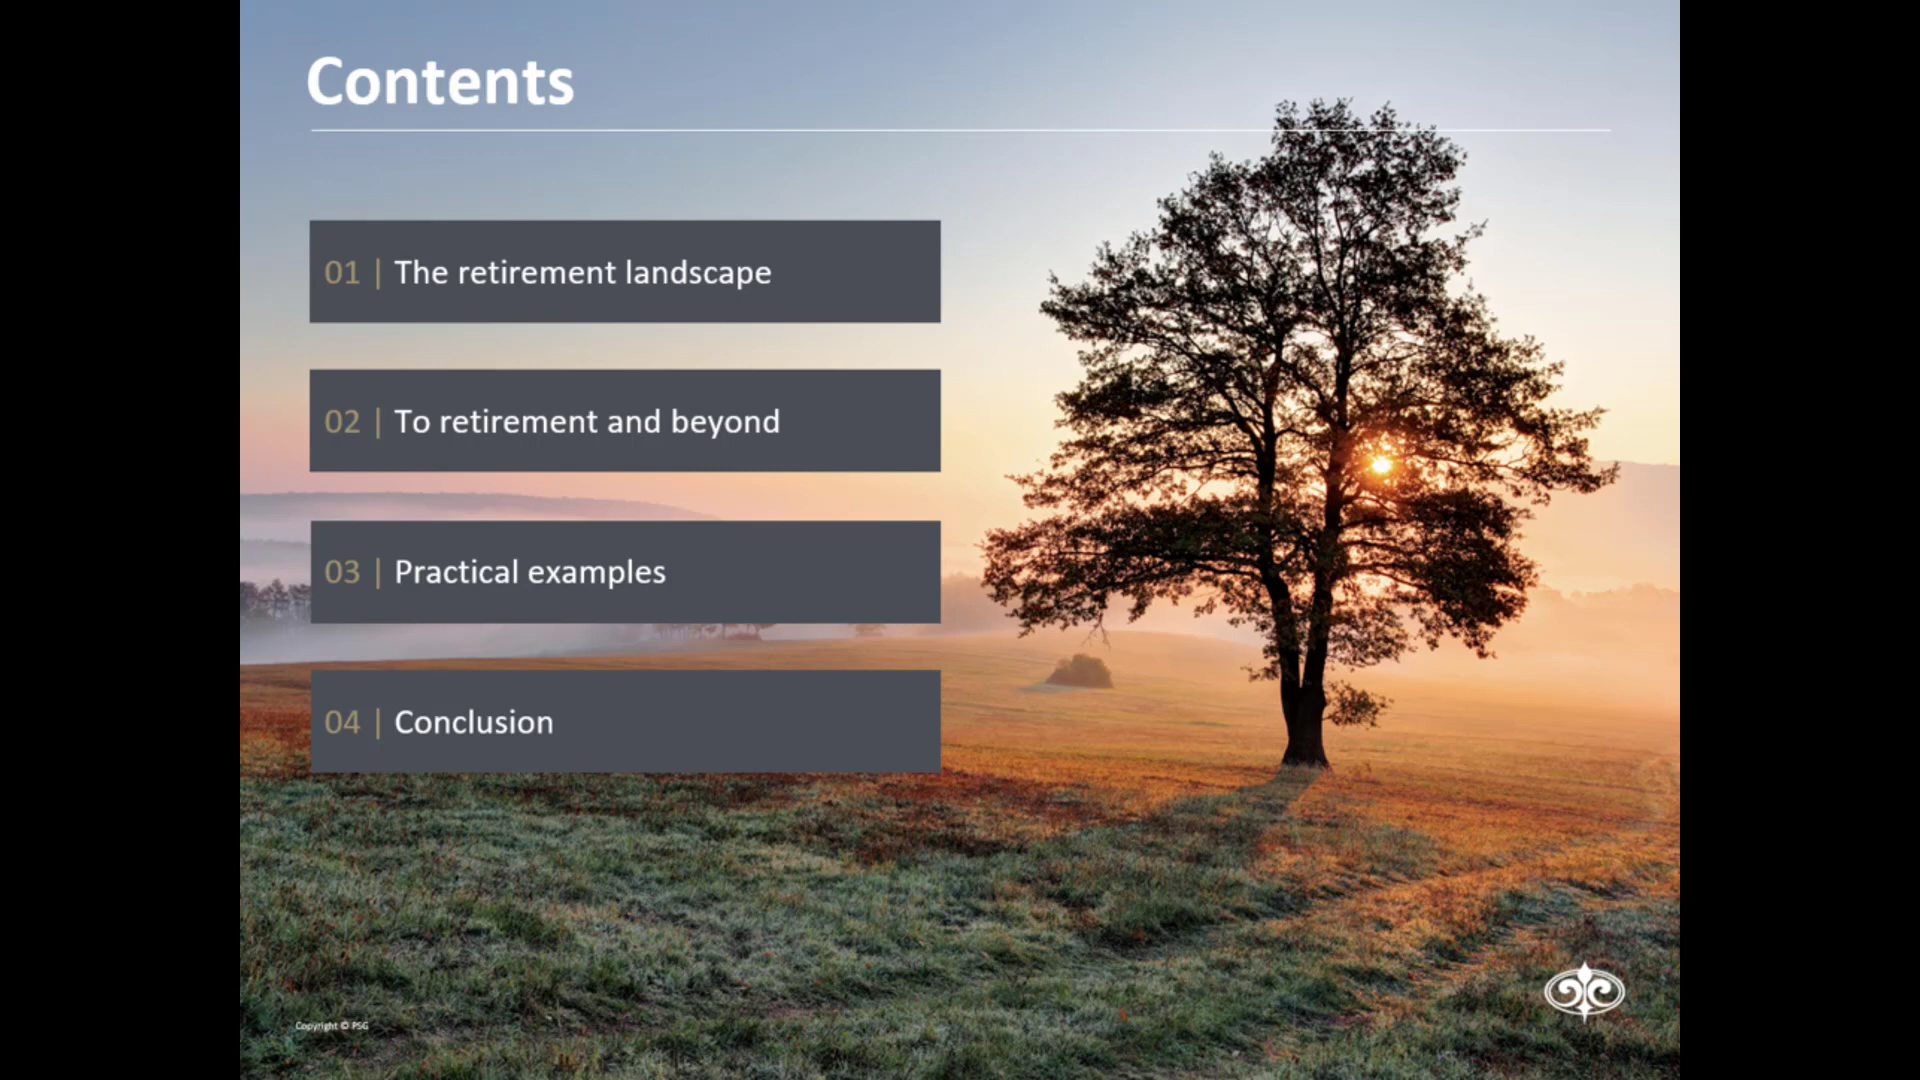 Contents
01 | The retirement landscape
02 | To retirement and beyond
03 | Practical examples
04 | Conclusion
Copyright © PSG